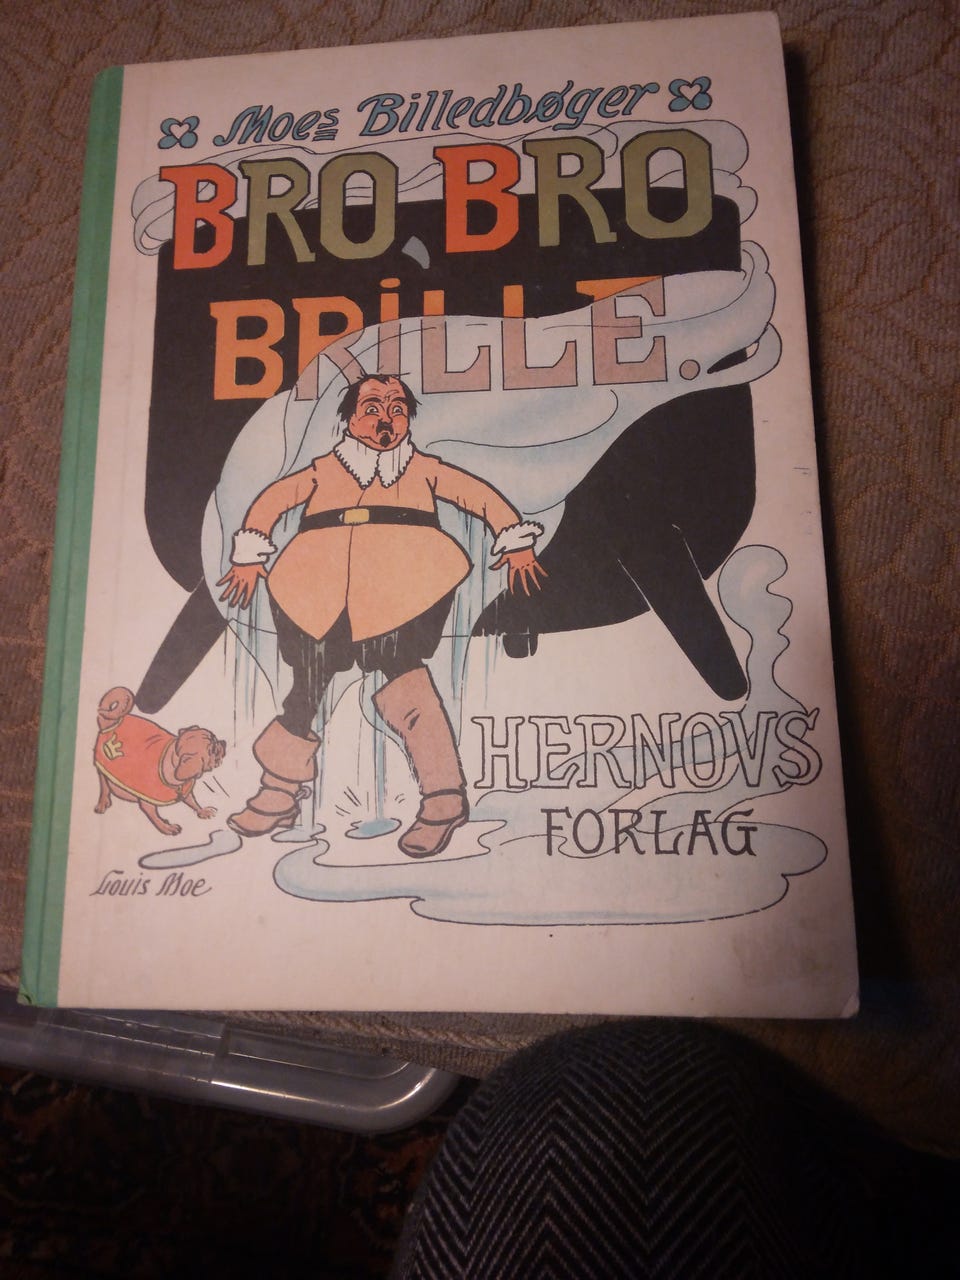 Moes Billedbøger
BRO, BRO
BRILLE.
HERNOVS
FORLAG
Louis Moe